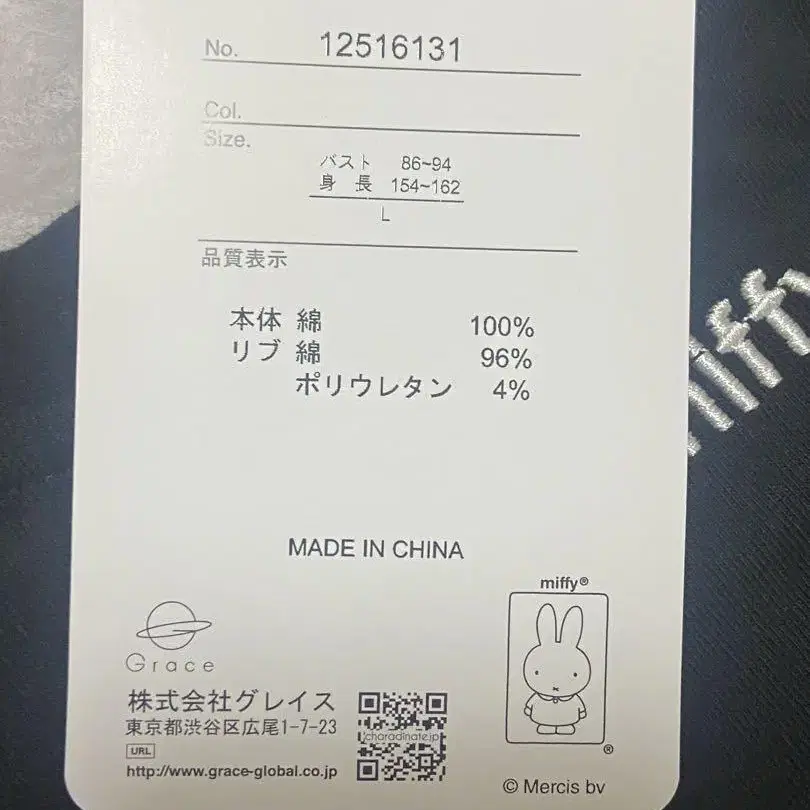 No. 12516131
Col.
Size.
バスト 86~94
身 長 154~162
L
品質表示
本体 綿 100%
リブ 綿 96%
ポリウレタン 4%
iffy
MADE IN CHINA
miffy®
®
Grace
株式会社グレイス
東京都渋谷区広尾1-7-23
URL
http://www.grace-global.co.jp
charadinate.jp
© Mercis bv